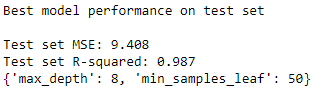 Best model performance on test set
Test set MSE: 9.408
Test set R-squared: 0.987
{'max_depth': 8, 'min_samples_leaf': 50}